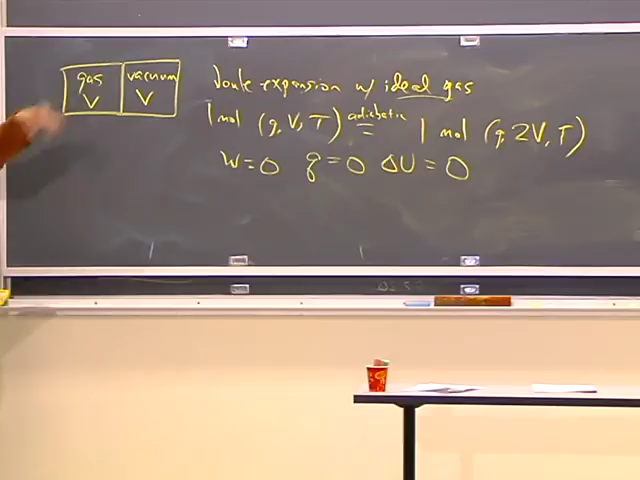 gas vacuum
V V
Joule expansion w/ ideal gas
1 mol (g, V, T) adiabatic = 1 mol (g, 2V, T)
w = 0 q = 0 ΔU = 0